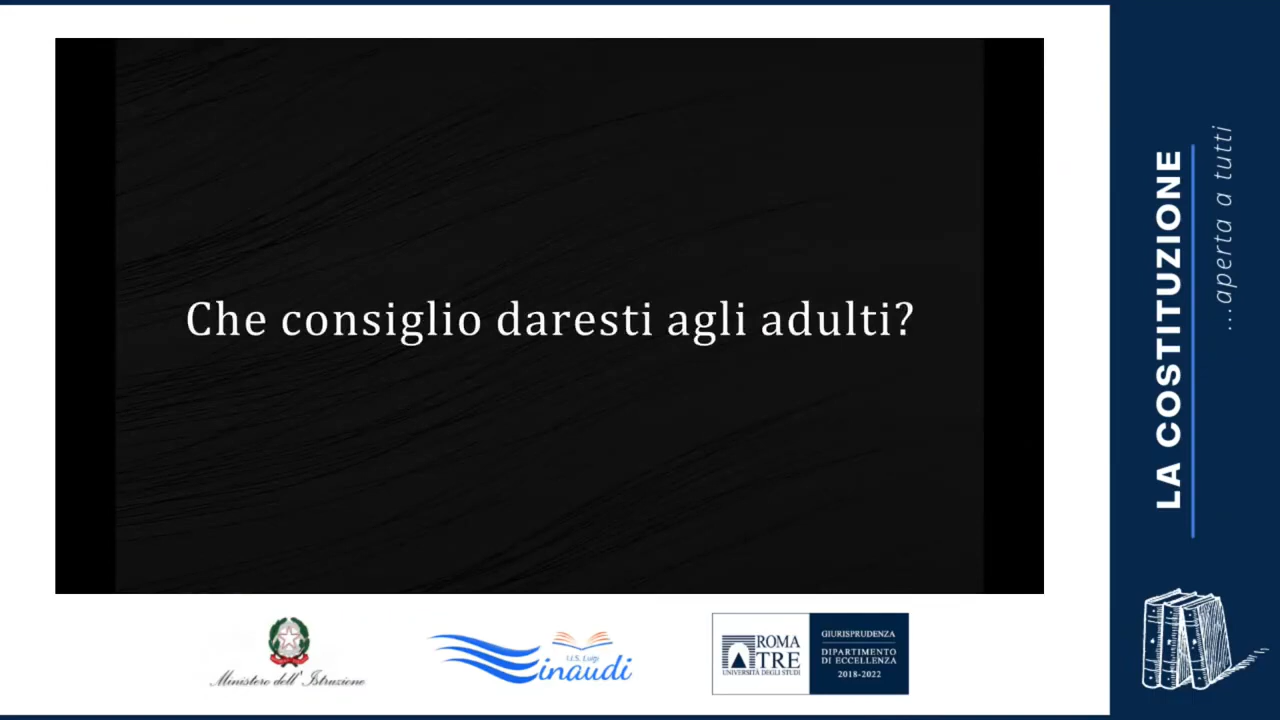 Che consiglio daresti agli adulti?
LA COSTITUZIONE
...aperta a tutti
Ministero dell'Istruzione
I.I.S. Luigi
Einaudi
ROMA
TRE
UNIVERSITÀ DEGLI STUDI
GIURISPRUDENZA
DIPARTIMENTO
DI ECCELLENZA
2018-2022